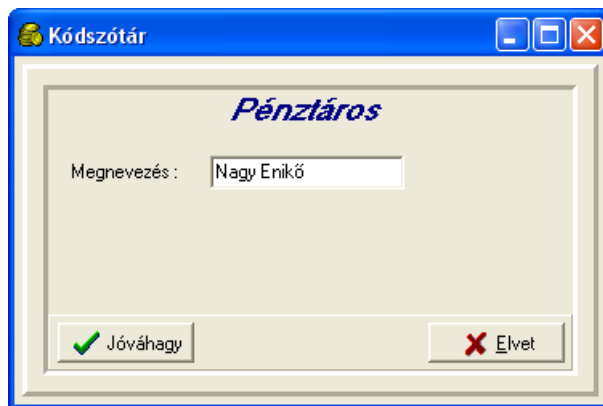 Kódszótár
Pénztáros
Megnevezés :
Nagy Enikő
Jóváhagy
Elvet